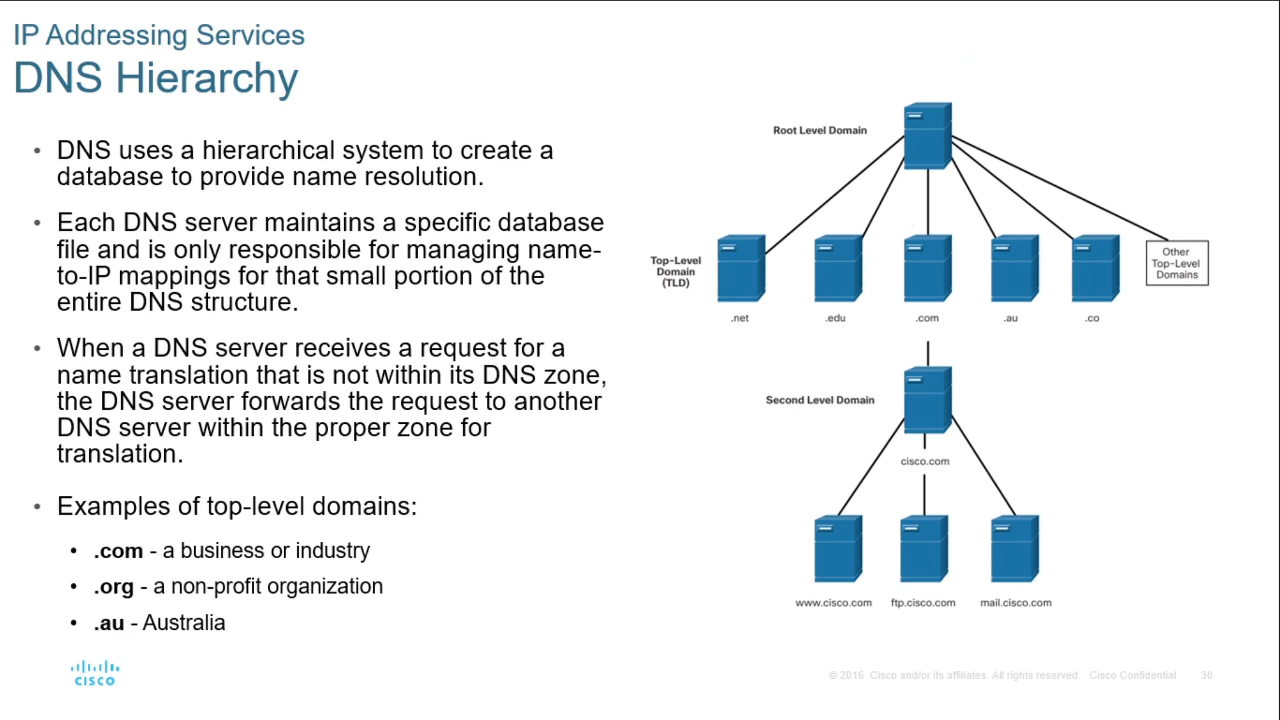 IP Addressing Services
DNS Hierarchy
• DNS uses a hierarchical system to create a
database to provide name resolution.
• Each DNS server maintains a specific database
file and is only responsible for managing name-
to-IP mappings for that small portion of the
entire DNS structure.
• When a DNS server receives a request for a
name translation that is not within its DNS zone,
the DNS server forwards the request to another
DNS server within the proper zone for
translation.
• Examples of top-level domains:
• .com - a business or industry
• .org - a non-profit organization
• .au - Australia
Root Level Domain
Top-Level
Domain
(TLD)
.net
.edu
.com
.au
.co
Other
Top-Level
Domains
Second Level Domain
cisco.com
www.cisco.com
ftp.cisco.com
mail.cisco.com
CISCO
© 2016 Cisco and/or its affiliates. All rights reserved. Cisco Confidential
30